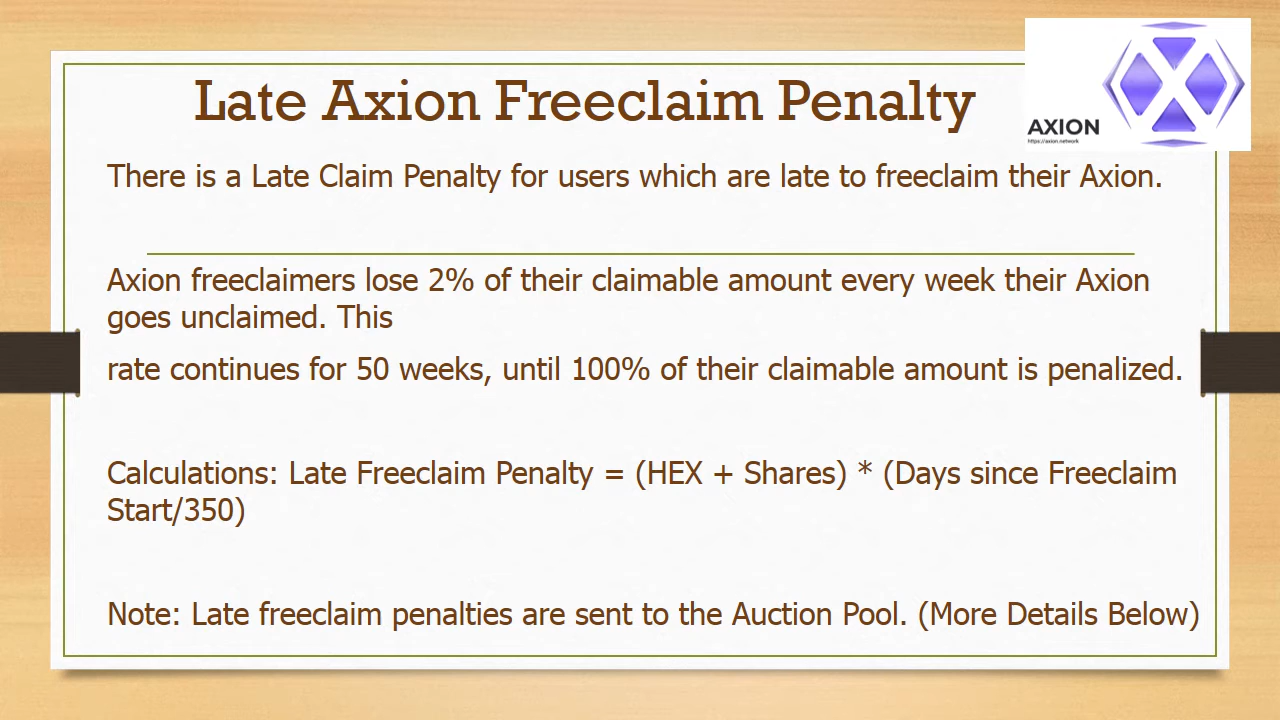 Late Axion Freeclaim Penalty
AXION
https://axion.network
There is a Late Claim Penalty for users which are late to freeclaim their Axion.
Axion freeclaimers lose 2% of their claimable amount every week their Axion
goes unclaimed. This
rate continues for 50 weeks, until 100% of their claimable amount is penalized.
Calculations: Late Freeclaim Penalty = (HEX + Shares) * (Days since Freeclaim
Start/350)
Note: Late freeclaim penalties are sent to the Auction Pool. (More Details Below)